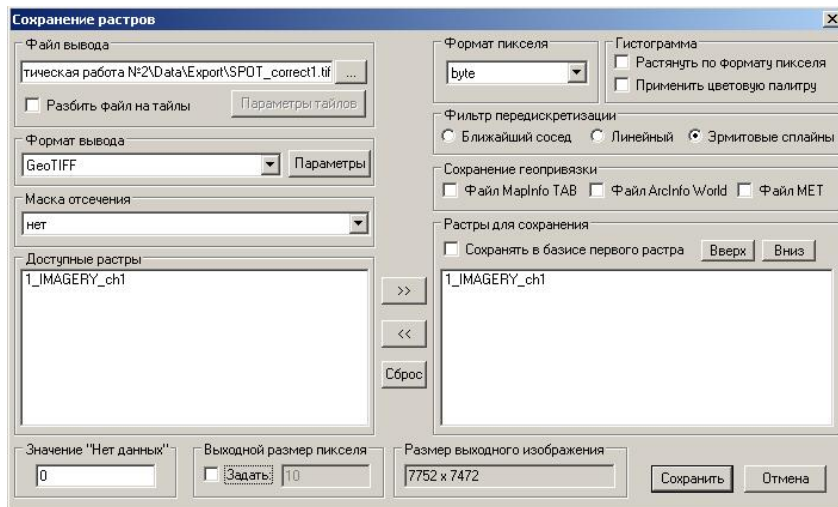 Сохранение растров
Файл вывода
тическая работа №2\Data\Export\SPOT_correct1.tif ...
Разбить файл на тайлы Параметры тайлов
Формат вывода
GeoTIFF Параметры
Маска отсечения
нет
Доступные растры
1_IMAGERY_ch1
>>
<<
Сброс
Формат пикселя
byte
Гистограмма
Растянуть по формату пикселя
Применить цветовую палитру
Фильтр передискретизации
Ближайший сосед Линейный Эрмитовые сплайны
Сохранение геопривязки
Файл MapInfo TAB Файл ArcInfo World Файл MET
Растры для сохранения
Сохранять в базисе первого растра Вверх Вниз
1_IMAGERY_ch1
Значение "Нет данных"
0
Выходной размер пикселя
Задать: 10
Размер выходного изображения
7752 x 7472
Сохранить Отмена